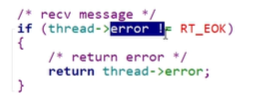 /* recv message */
if (thread->error != RT_EOK)
{
/* return error */
return thread->error;
}